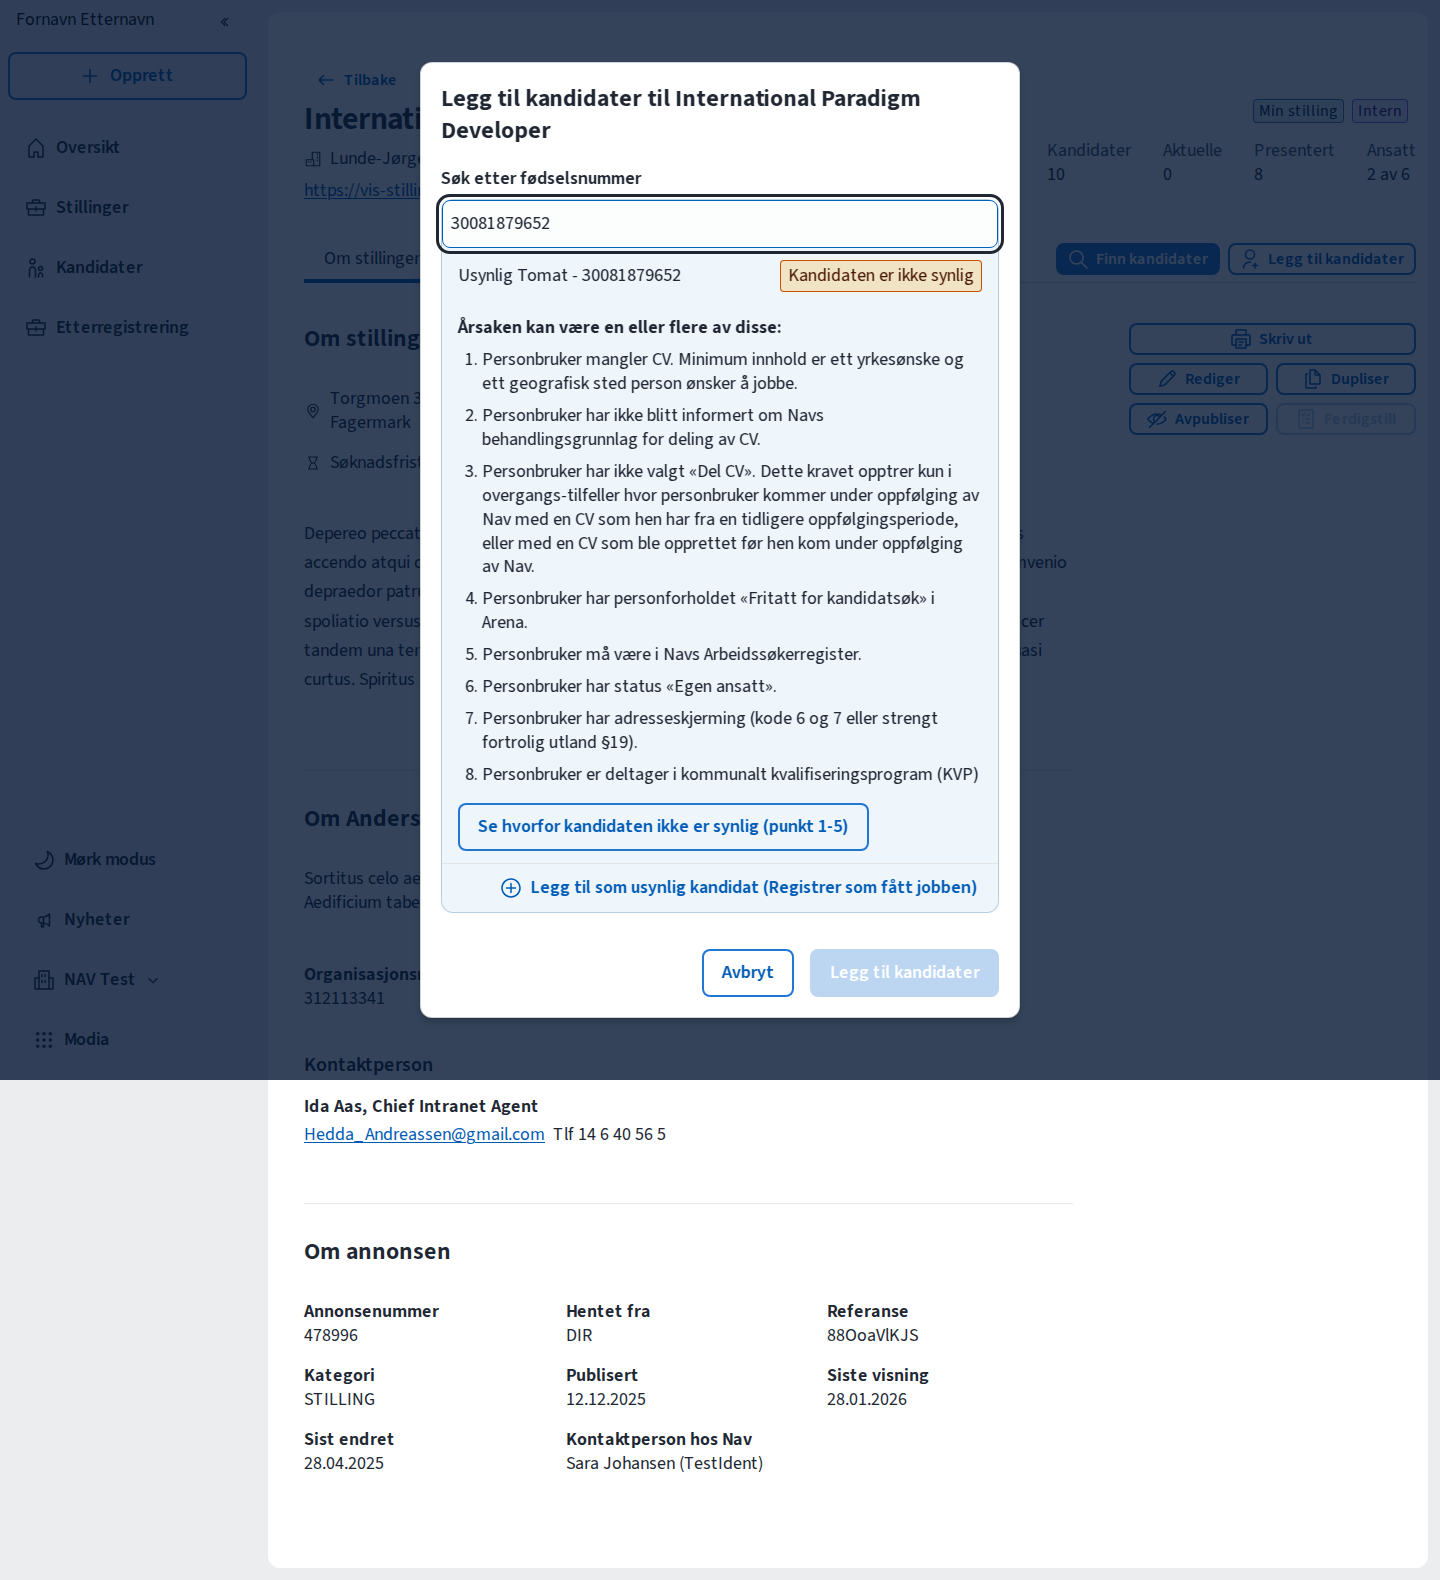 Fornavn Etternavn
Opprett
Oversikt
Stillinger
Kandidater
Etterregistrering
Mørk modus
Nyheter
NAV Test
Media
Tilbake
Min stilling
Intern
Kandidater
10
Aktuelle
0
Presentert
8
Ansatt
2 av 6
Om stillingen
Finn kandidater
Legg til kandidater
Skriv ut
Rediger
Dupliser
Avpubliser
Ferdigstill
Om stilling
Torgmoen 3
Fagermark
Søknadsfrist
Depereo peccat
accendo atqui
depraedor patru
spoliatio versus
tandem una
curtus. Spiritus
Om Anders
Sortitus celo
Aedificium
312113341
Kontaktperson
Legg til kandidater til International Paradigm
Developer
Søk etter fødselsnummer
30081879652
Usynlig Tomat - 30081879652
Kandidaten er ikke synlig
Årsaken kan være en eller flere av disse:
1. Personbruker mangler CV. Minimum innhold er ett yrkesønske og
ett geografisk sted person ønsker å jobbe.
2. Personbruker har ikke blitt informert om Navs
behandlingsgrunnlag for deling av CV.
3. Personbruker har ikke valgt «Del CV». Dette kravet opptrer kun i
overgangs-tilfeller hvor personbruker kommer under oppfølging av
Nav med en CV som hen har fra en tidligere oppfølgingsperiode,
eller med en CV som ble opprettet før hen kom under oppfølging
av Nav.
4. Personbruker har personforholdet «Fritatt for kandidatsøk» i
Arena.
5. Personbruker må være i Navs Arbeidssøkerregister.
6. Personbruker har status «Egen ansatt».
7. Personbruker har adresseskjerming (kode 6 og 7 eller strengt
fortrolig utland §19).
8. Personbruker er deltager i kommunalt kvalifiseringsprogram (KVP)
Se hvorfor kandidaten ikke er synlig (punkt 1-5)
Legg til som usynlig kandidat (Registrer som fått jobben)
Avbryt
Legg til kandidater
Ida Aas, Chief Intranet Agent
Hedda_Andreassen@gmail.com Tlf 14 6 40 56 5
Om annonsen
Annonsenummer
478996
Hentet fra
DIR
Referanse
88OoaVlKJS
Kategori
STILLING
Publisert
12.12.2025
Siste visning
28.01.2026
Sist endret
28.04.2025
Kontaktperson hos Nav
Sara Johansen (TestIdent)